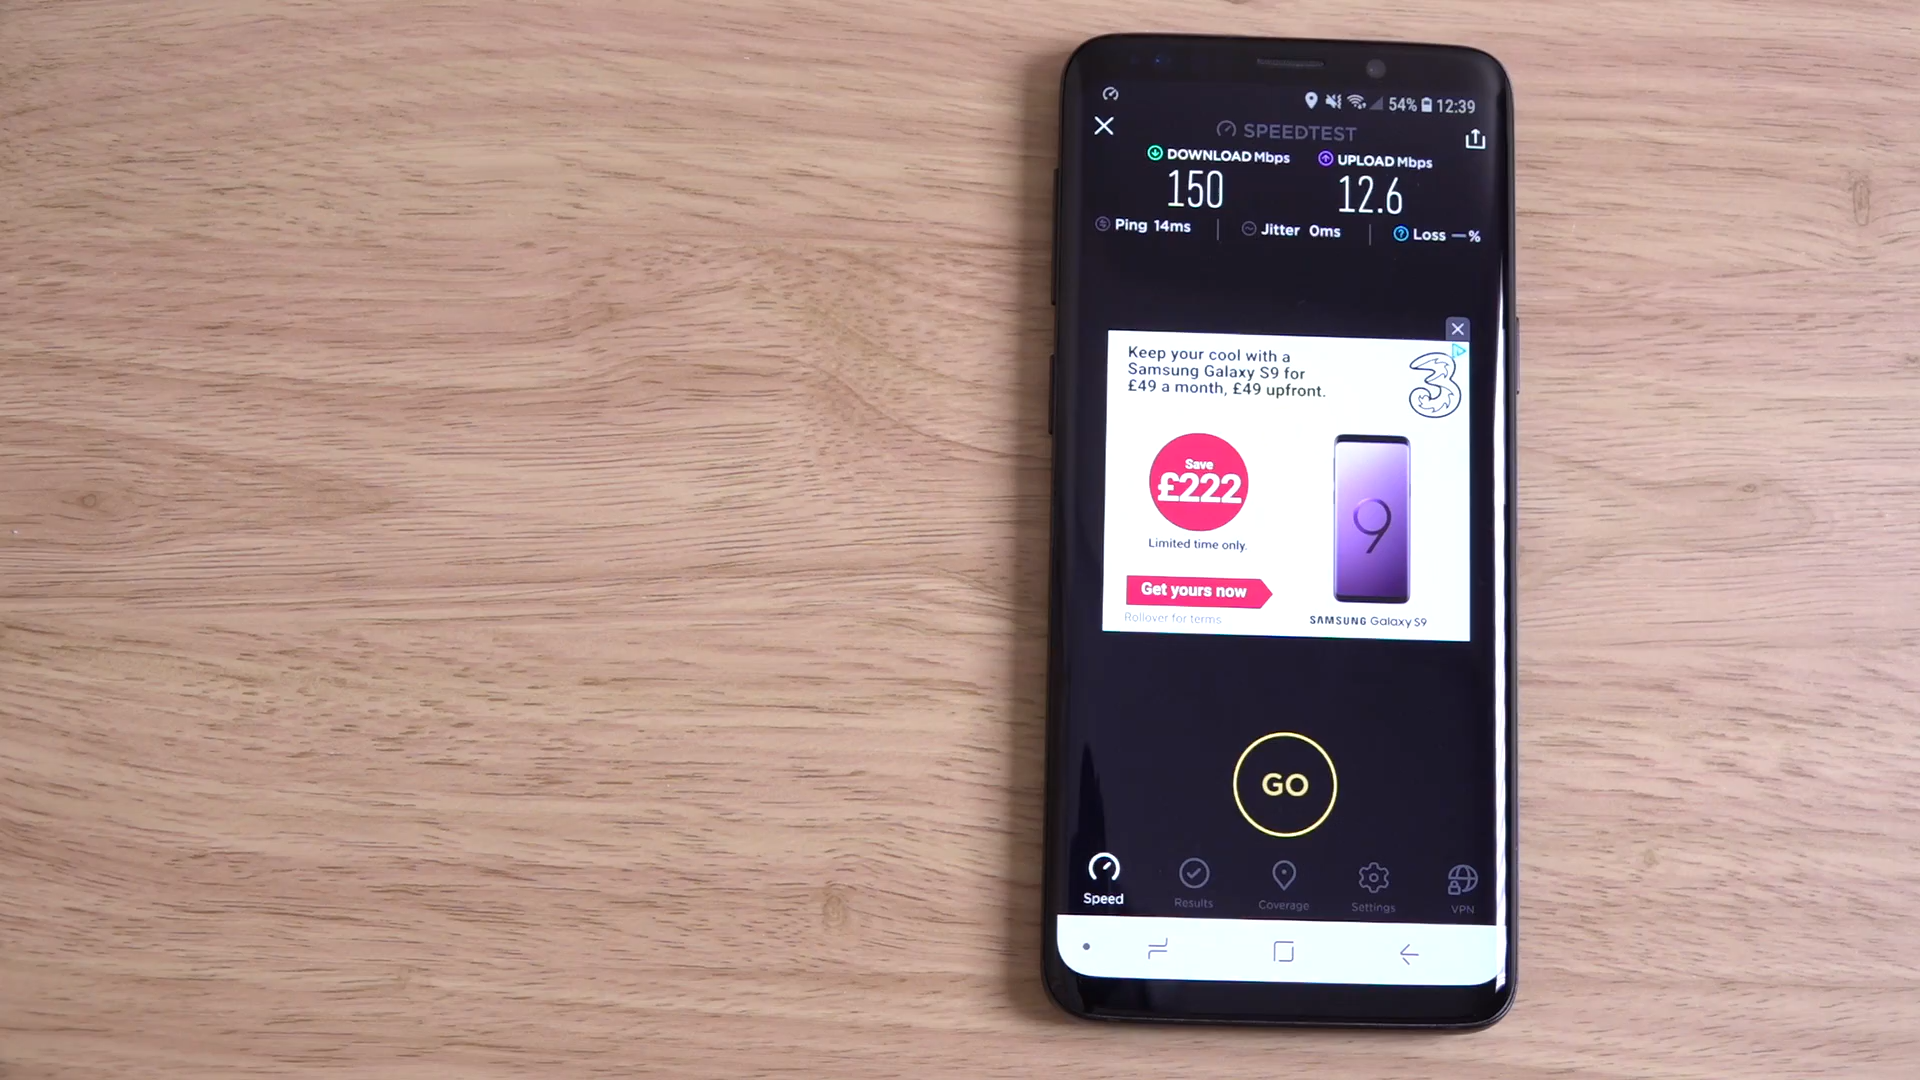 54% 12:39
SPEEDTEST
DOWNLOAD Mbps UPLOAD Mbps
150 12.6
Ping 14ms Jitter 0ms Loss —%
Keep your cool with a
Samsung Galaxy S9 for
£49 a month, £49 upfront.
3
Save
£222
Limited time only.
9
Get yours now
Rollover for terms
SAMSUNG Galaxy S9
GO
Speed Results Coverage Settings VPN